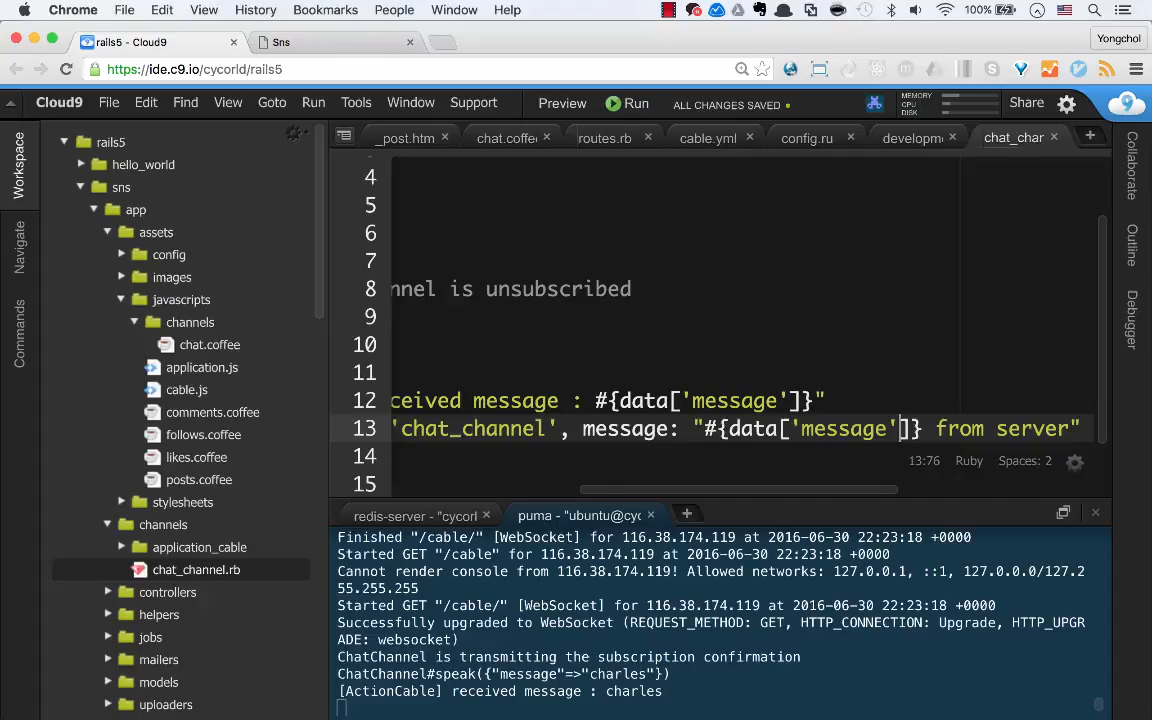 Chrome File Edit View History Bookmarks People Window Help 100%
rails5 - Cloud9 Sns Yongchol
https://ide.c9.io/cycorld/rails5
Cloud9 File Edit Find View Goto Run Tools Window Support Preview Run ALL CHANGES SAVED MEMORY CPU DISK Share
Workspace
Navigate
Commands
rails5
hello_world
sns
app
assets
config
images
javascripts
channels
chat.coffee
application.js
cable.js
comments.coffee
follows.coffee
likes.coffee
posts.coffee
stylesheets
channels
application_cable
chat_channel.rb
controllers
helpers
jobs
mailers
models
uploaders
_post.htm chat.coffee routes.rb cable.yml config.ru developm chat_char
4
5
6
7
8 nnel is unsubscribed
9
10
11
12 ceived message : #{data['message']}"
13 'chat_channel', message: "#{data['message']} from server"
14
15
13:76 Ruby Spaces: 2
redis-server - "cycorl puma - "ubuntu@cyc
Finished "/cable/" [WebSocket] for 116.38.174.119 at 2016-06-30 22:23:18 +0000
Started GET "/cable" for 116.38.174.119 at 2016-06-30 22:23:18 +0000
Cannot render console from 116.38.174.119! Allowed networks: 127.0.0.1, ::1, 127.0.0.0/127.2
55.255.255
Started GET "/cable/" [WebSocket] for 116.38.174.119 at 2016-06-30 22:23:18 +0000
Successfully upgraded to WebSocket (REQUEST_METHOD: GET, HTTP_CONNECTION: Upgrade, HTTP_UPGR
ADE: websocket)
ChatChannel is transmitting the subscription confirmation
ChatChannel#speak({"message"=>"charles"})
[ActionCable] received message : charles
Collaborate
Outline
Debugger